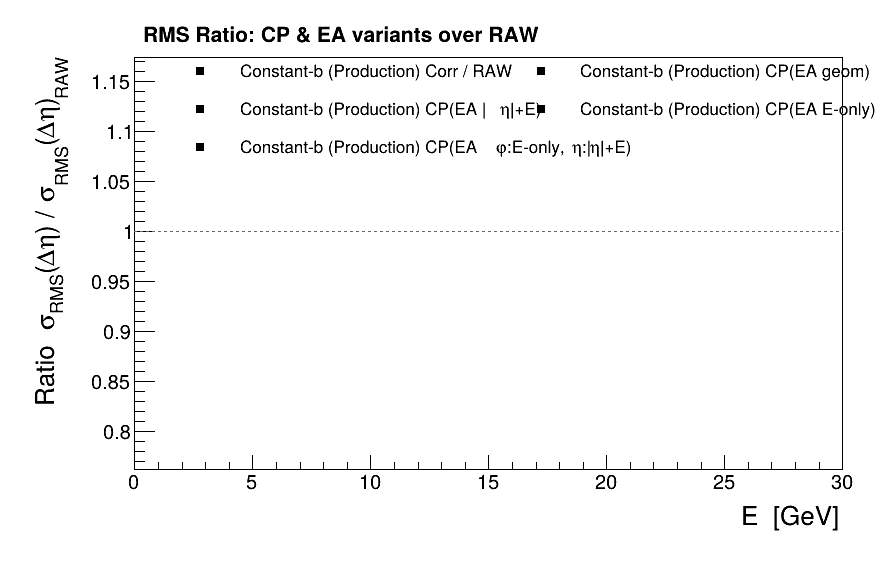 RMS Ratio: CP & EA variants over RAW
Constant-b (Production) Corr / RAW
Constant-b (Production) CP(EA geom)
Constant-b (Production) CP(EA | η|+E)
Constant-b (Production) CP(EA E-only)
Constant-b (Production) CP(EA φ:E-only, η:|η|+E)
Ratio σRMS(Δη) / σRMS(Δη)RAW
1.15
1.1
1.05
1
0.95
0.9
0.85
0.8
0 5 10 15 20 25 30
E [GeV]